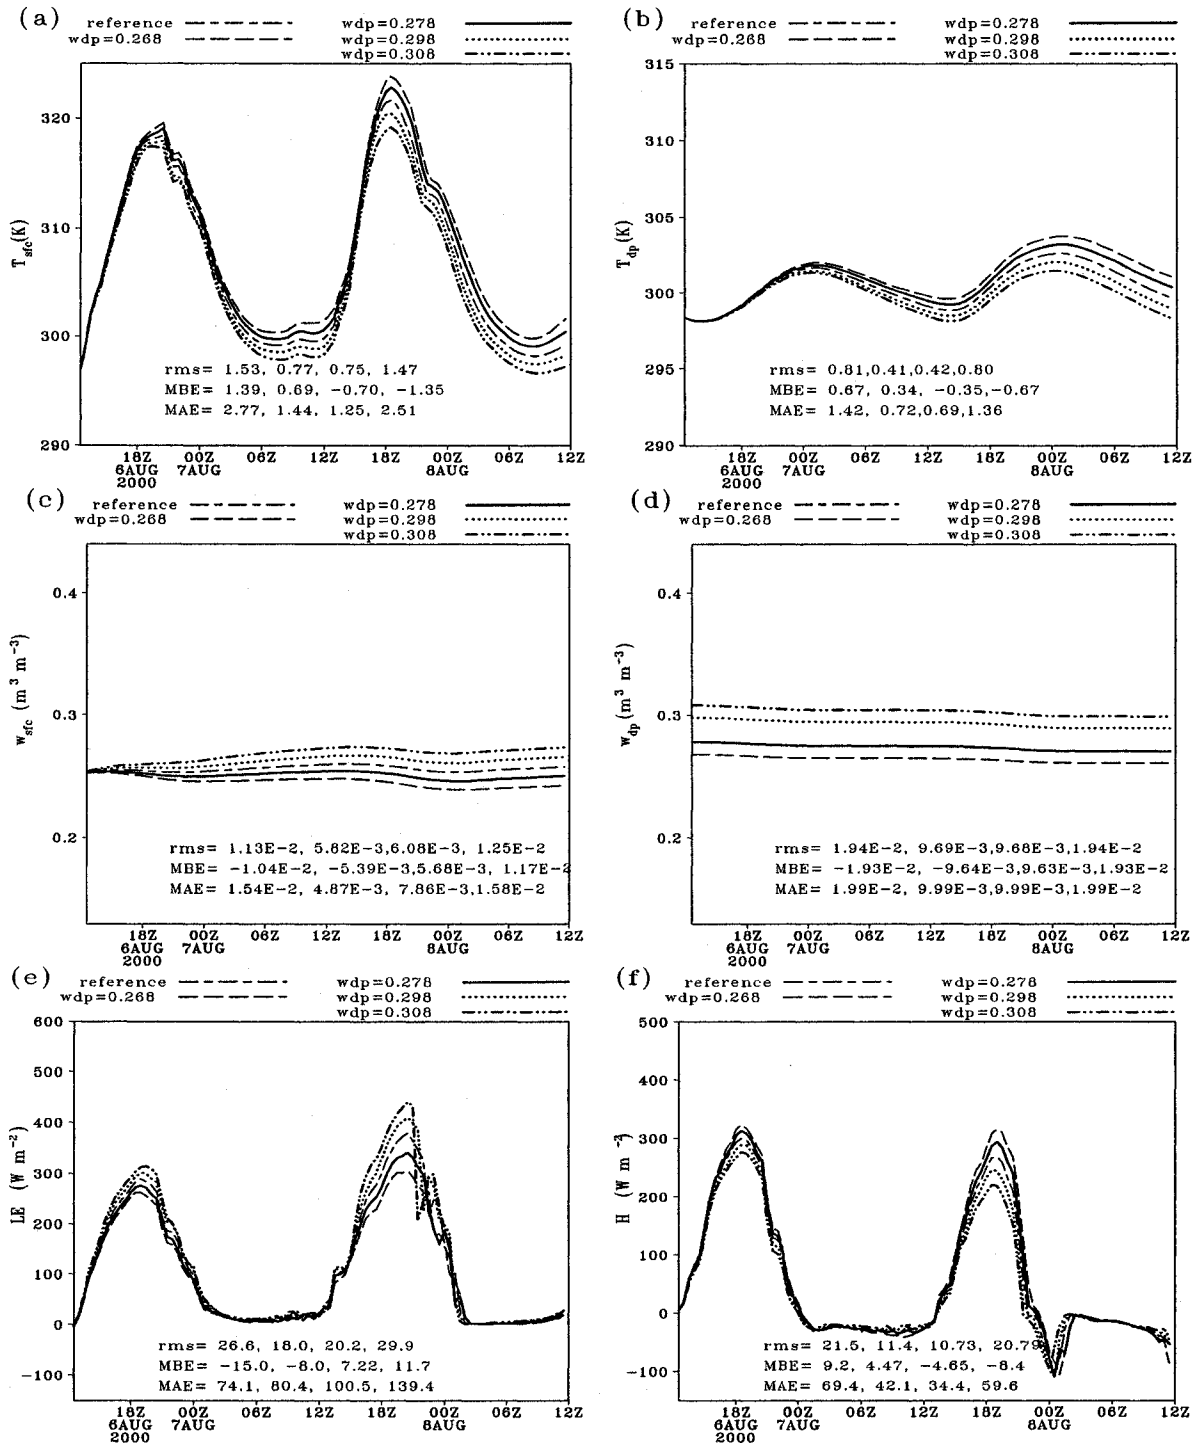 (a) reference wdp=0.278
wdp=0.268 wdp=0.298
wdp=0.308
320
310
300
290
T_sfc(K)
rms= 1.53, 0.77, 0.75, 1.47
MBE= 1.39, 0.69, -0.70, -1.35
MAE= 2.77, 1.44, 1.25, 2.51
18Z 00Z 06Z 12Z 18Z 00Z 06Z 12Z
6AUG 7AUG 8AUG
2000
(b) reference wdp=0.278
wdp=0.268 wdp=0.298
wdp=0.308
315
310
305
300
295
290
T_dp(K)
rms= 0.81,0.41,0.42,0.80
MBE= 0.67, 0.34, -0.35,-0.67
MAE= 1.42, 0.72,0.69,1.36
18Z 00Z 06Z 12Z 18Z 00Z 06Z 12Z
6AUG 7AUG 8AUG
2000
(c) reference wdp=0.278
wdp=0.268 wdp=0.298
wdp=0.308
0.4
0.3
0.2
w_sfc (m³ m⁻³)
rms= 1.13E-2, 5.82E-3,6.08E-3, 1.25E-2
MBE= -1.04E-2, -5.39E-3,5.68E-3, 1.17E-2
MAE= 1.54E-2, 4.87E-3, 7.86E-3,1.58E-2
18Z 00Z 06Z 12Z 18Z 00Z 06Z 12Z
6AUG 7AUG 8AUG
2000
(d) reference wdp=0.278
wdp=0.268 wdp=0.298
wdp=0.308
0.4
0.3
0.2
w_dp (m³ m⁻³)
rms= 1.94E-2, 9.69E-3,9.68E-3,1.94E-2
MBE= -1.93E-2, -9.64E-3,9.63E-3,1.93E-2
MAE= 1.99E-2, 9.99E-3,9.99E-3,1.99E-2
18Z 00Z 06Z 12Z 18Z 00Z 06Z 12Z
6AUG 7AUG 8AUG
2000
(e) reference wdp=0.278
wdp=0.268 wdp=0.298
wdp=0.308
600
500
400
300
200
100
0
-100
LE (W m⁻²)
rms= 26.6, 18.0, 20.2, 29.9
MBE= -15.0, -8.0, 7.22, 11.7
MAE= 74.1, 80.4, 100.5, 139.4
18Z 00Z 06Z 12Z 18Z 00Z 06Z 12Z
6AUG 7AUG 8AUG
2000
(f) reference wdp=0.278
wdp=0.268 wdp=0.298
wdp=0.308
500
400
300
200
100
0
-100
H (W m⁻²)
rms= 21.5, 11.4, 10.73, 20.79
MBE= 9.2, 4.47, -4.65, -8.4
MAE= 69.4, 42.1, 34.4, 59.6
18Z 00Z 06Z 12Z 18Z 00Z 06Z 12Z
6AUG 7AUG 8AUG
2000